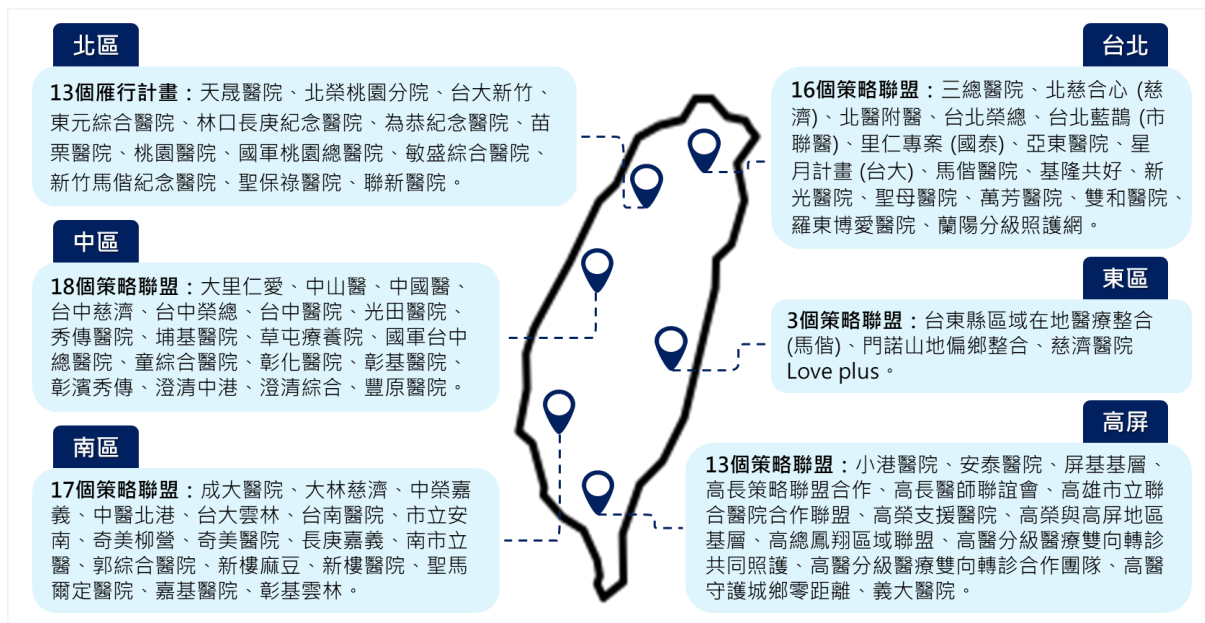 北區
13個雁行計畫：天晟醫院、北榮桃園分院、台大新竹、
東元綜合醫院、林口長庚紀念醫院、為恭紀念醫院、苗
栗醫院、桃園醫院、國軍桃園總醫院、敏盛綜合醫院、
新竹馬偕紀念醫院、聖保祿醫院、聯新醫院。
中區
18個策略聯盟：大里仁愛、中山醫、中國醫、
台中慈濟、台中榮總、台中醫院、光田醫院、
秀傳醫院、埔基醫院、草屯療養院、國軍台中
總醫院、童綜合醫院、彰化醫院、彰基醫院、
彰濱秀傳、澄清中港、澄清綜合、豐原醫院。
南區
17個策略聯盟：成大醫院、大林慈濟、中榮嘉
義、中醫北港、台大雲林、台南醫院、市立安
南、奇美柳營、奇美醫院、長庚嘉義、南市立
醫、郭綜合醫院、新樓麻豆、新樓醫院、聖馬
爾定醫院、嘉基醫院、彰基雲林。
台北
16個策略聯盟：三總醫院、北慈合心 (慈
濟)、北醫附醫、台北榮總、台北藍鵲 (市
聯醫)、里仁專案 (國泰)、亞東醫院、星
月計畫 (台大)、馬偕醫院、基隆共好、新
光醫院、聖母醫院、萬芳醫院、雙和醫院、
羅東博愛醫院、蘭陽分級照護網。
東區
3個策略聯盟：台東縣區域在地醫療整合
(馬偕)、門諾山地偏鄉整合、慈濟醫院
Love plus。
高屏
13個策略聯盟：小港醫院、安泰醫院、屏基基層、
高長策略聯盟合作、高長醫師聯誼會、高雄市立聯
合醫院合作聯盟、高榮支援醫院、高榮與高屏地區
基層、高總鳳翔區域聯盟、高醫分級醫療雙向轉診
共同照護、高醫分級醫療雙向轉診合作團隊、高醫
守護城鄉零距離、義大醫院。